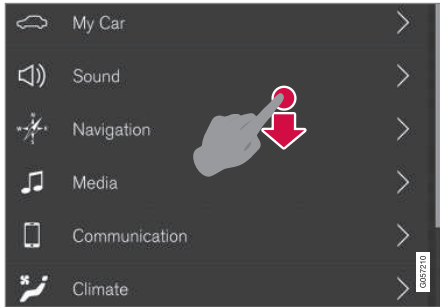 My Car
Sound
Navigation
Media
Communication
Climate
G057210